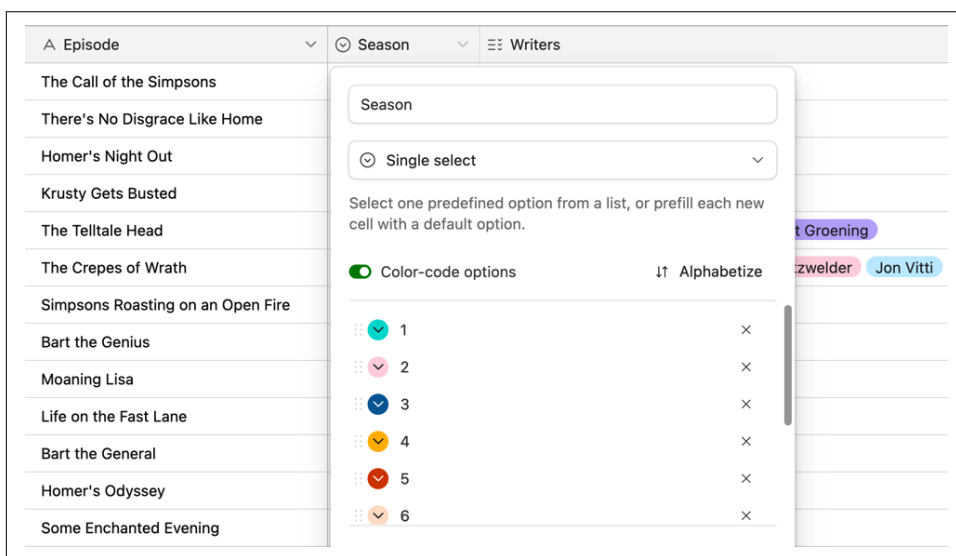 Episode Season Writers
The Call of the Simpsons
Season
There's No Disgrace Like Home
Homer's Night Out
Single select
Krusty Gets Busted
Select one predefined option from a list, or prefill each new
cell with a default option.
The Telltale Head
t Groening
The Crepes of Wrath
Color-code options Alphabetize
zwelder Jon Vitti
Simpsons Roasting on an Open Fire
1
Bart the Genius
2
Moaning Lisa
3
Life on the Fast Lane
4
Bart the General
5
Homer's Odyssey
6
Some Enchanted Evening